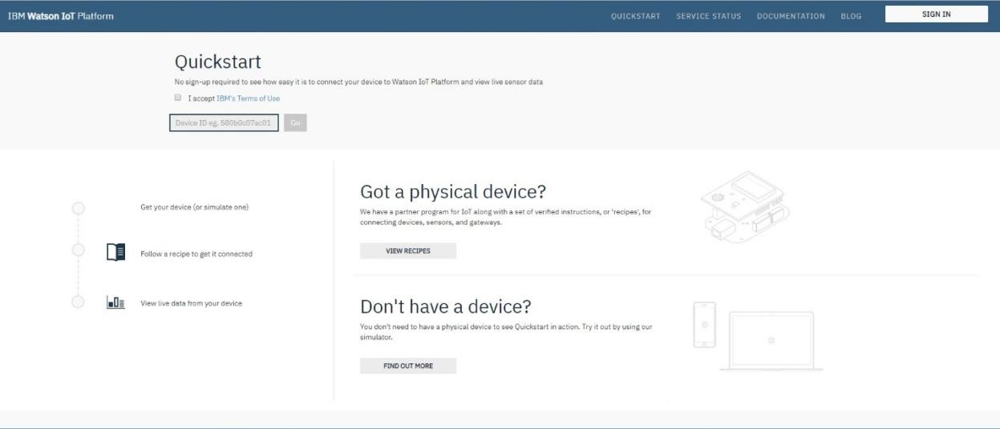 IBM Watson IoT Platform
QUICKSTART SERVICE STATUS DOCUMENTATION BLOG SIGN IN
Quickstart
No sign-up required to see how easy it is to connect your device to Watson IoT Platform and view live sensor data
I accept IBM's Terms of Use
Device ID eg. 580b0c07ac01 Go
Get your device (or simulate one)
Follow a recipe to get it connected
View live data from your device
Got a physical device?
We have a partner program for IoT along with a set of verified instructions, or 'recipes', for
connecting devices, sensors, and gateways.
VIEW RECIPES
Don't have a device?
You don't need to have a physical device to see Quickstart in action. Try it out by using our
simulator.
FIND OUT MORE